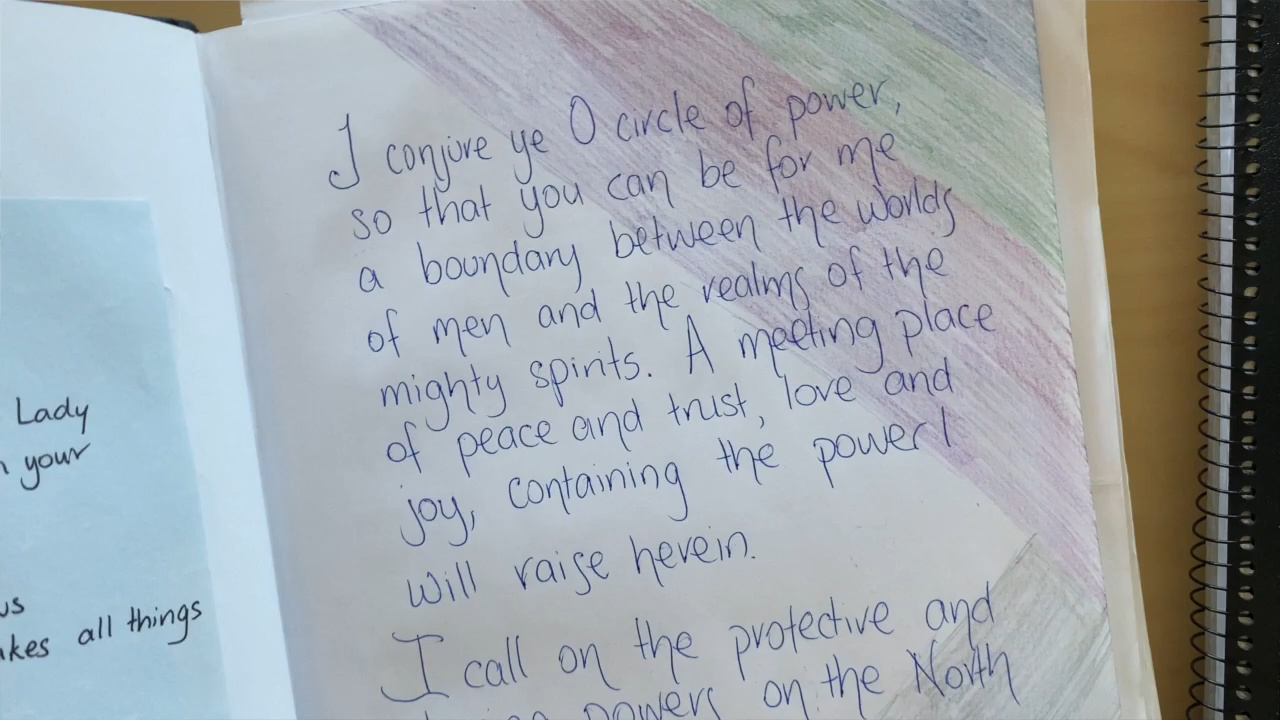 Lady
your
us
akes all things
I conjure ye O circle of power,
so that you can be for me
a boundary between the worlds
of men and the realms of the
mighty spirits. A meeting place
of peace and trust, love and
joy, containing the power I
will raise herein.
I call on the protective and
powers on the North